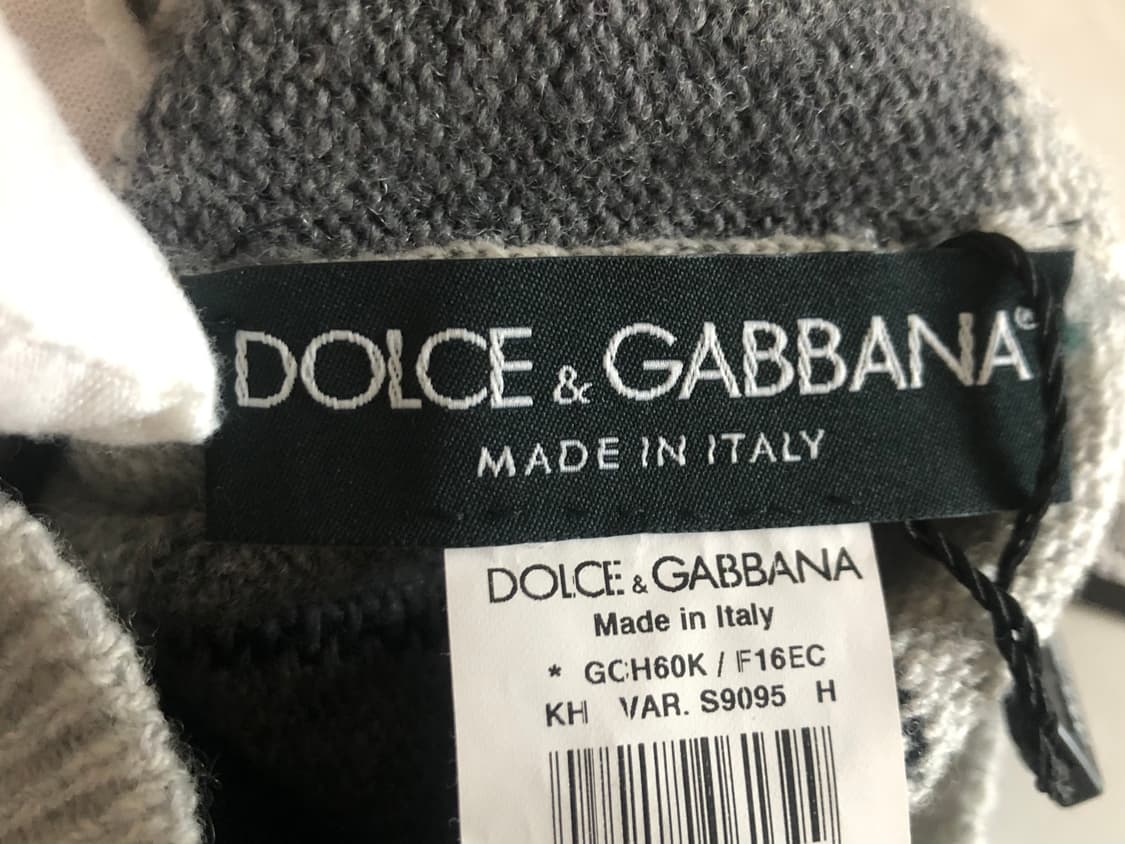 DOLCE & GABBANA®
MADE IN ITALY
DOLCE & GABBANA
Made in Italy
* GCH60K / F16EC
KH VAR. S9095 H